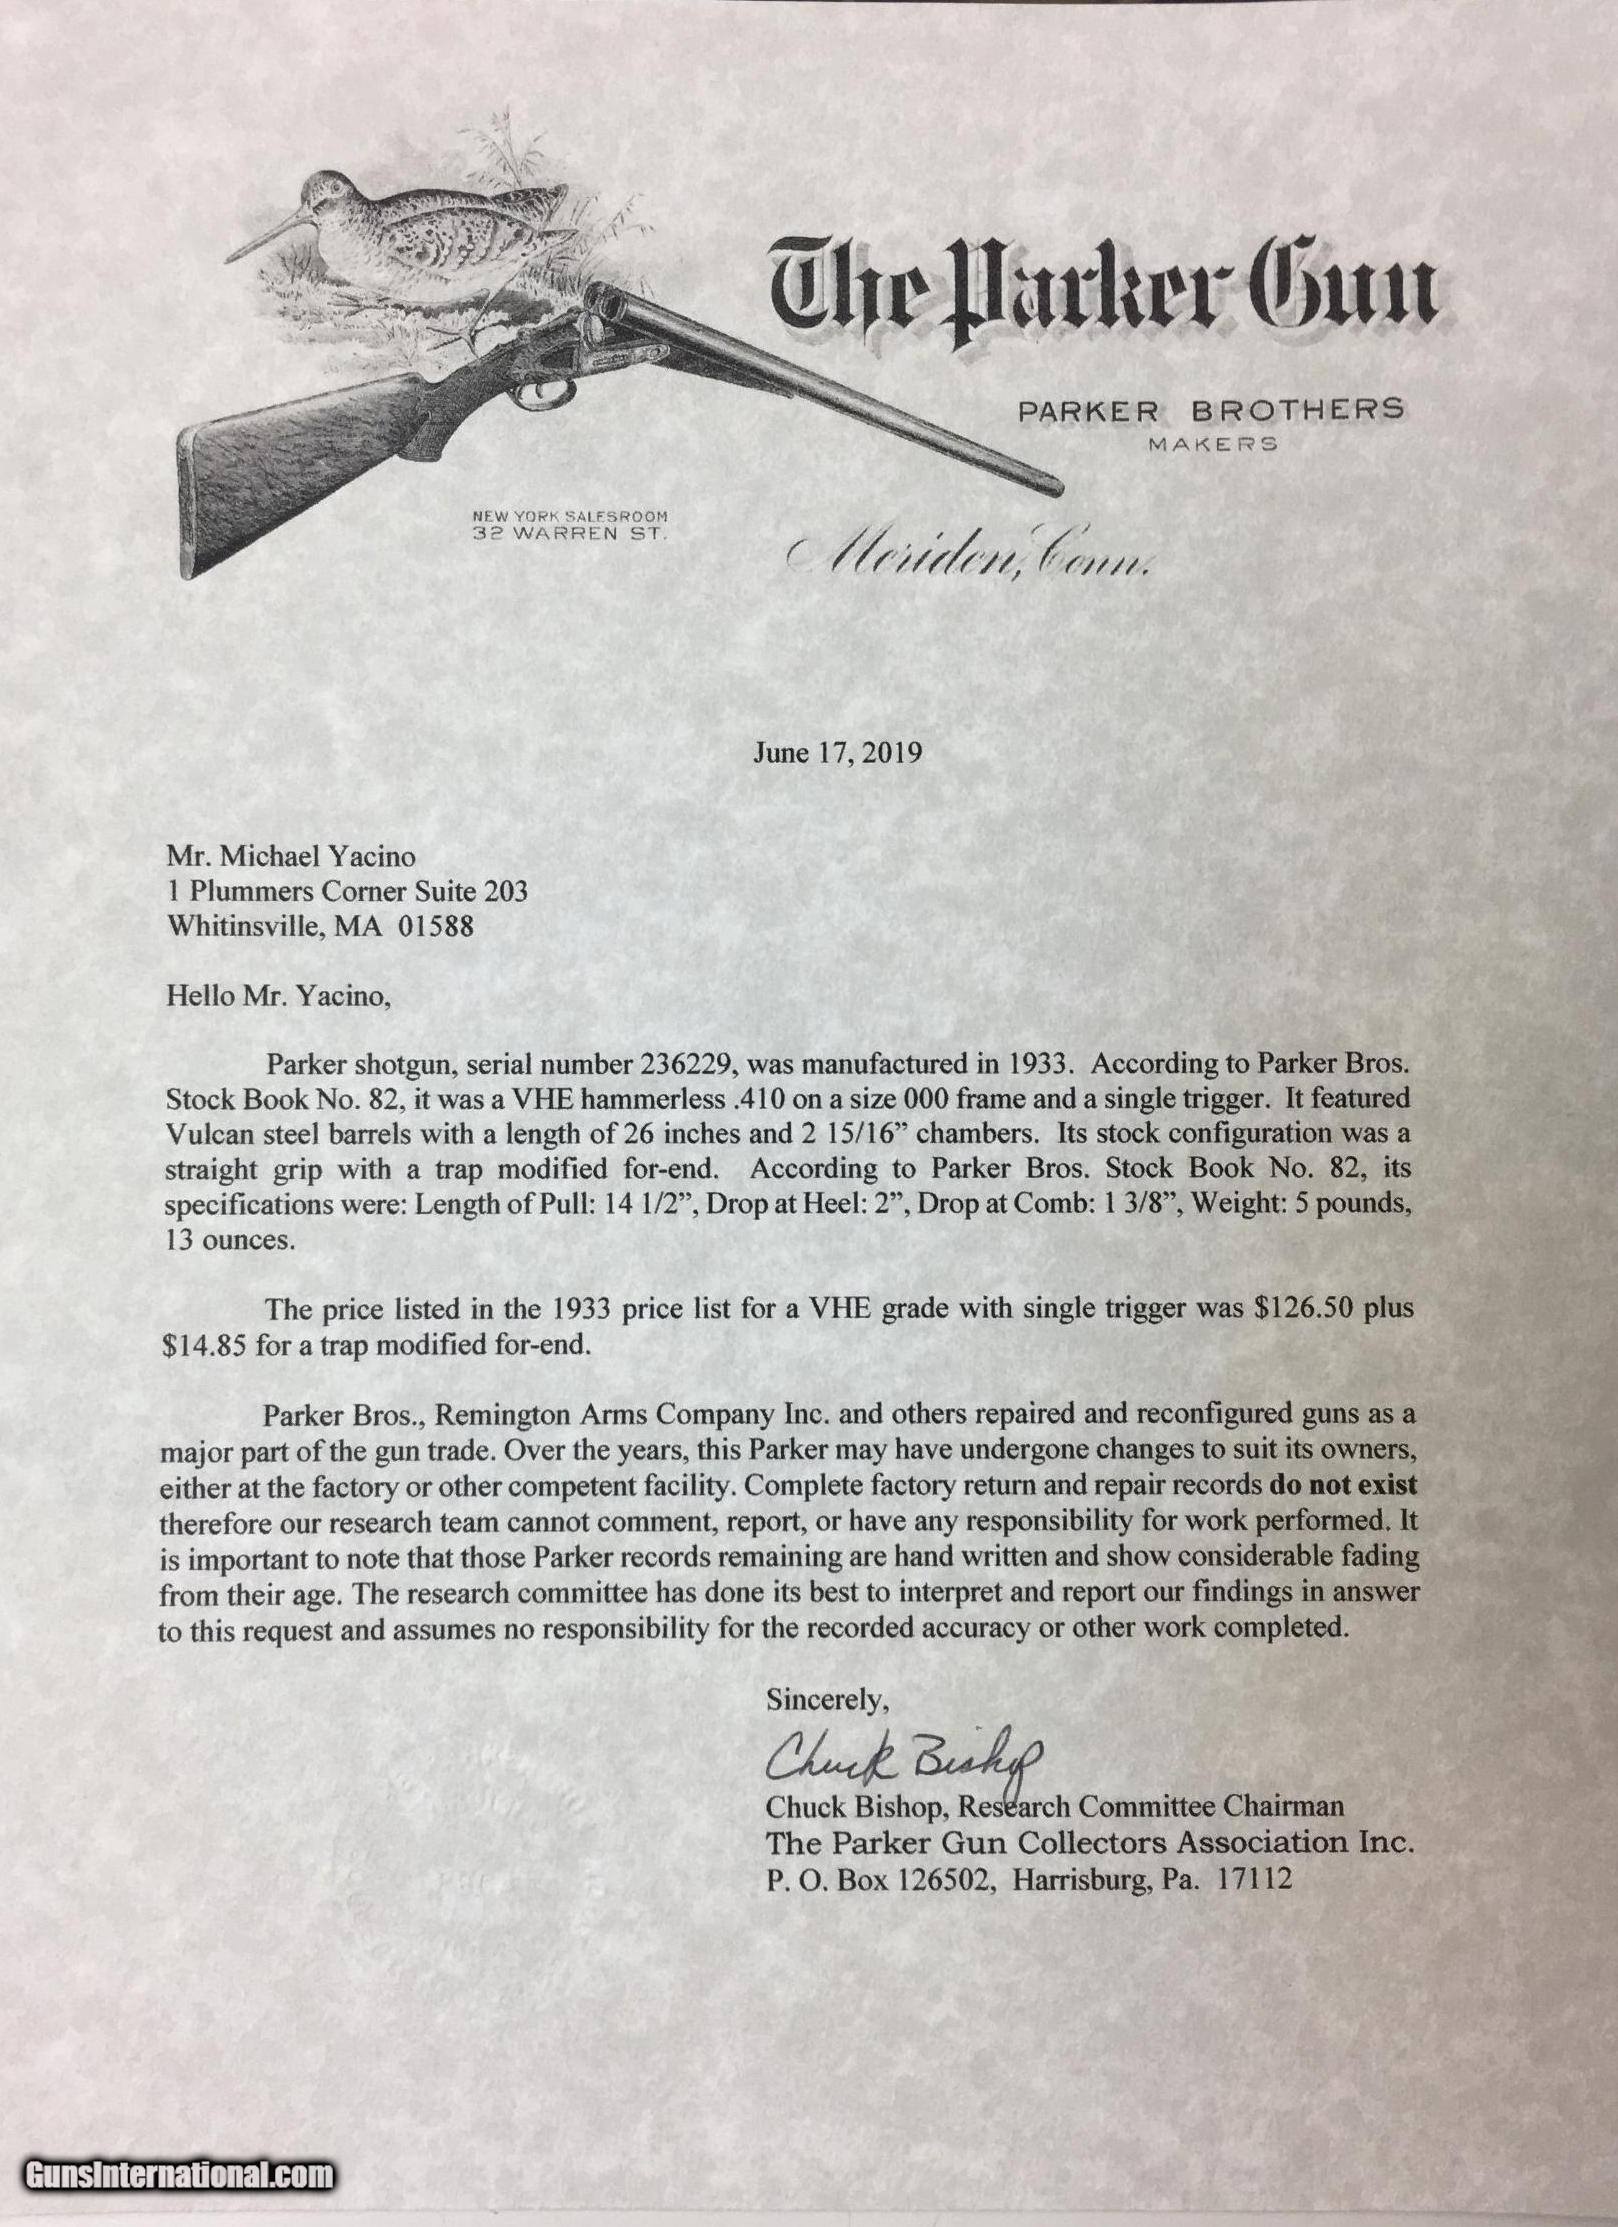 The Parker Gun
PARKER BROTHERS
MAKERS
NEW YORK SALESROOM
32 WARREN ST.
Meriden, Conn.
June 17, 2019
Mr. Michael Yacino
1 Plummers Corner Suite 203
Whitinsville, MA  01588
Hello Mr. Yacino,
Parker shotgun, serial number 236229, was manufactured in 1933.  According to Parker Bros.
Stock Book No. 82, it was a VHE hammerless .410 on a size 000 frame and a single trigger.  It featured
Vulcan steel barrels with a length of 26 inches and 2 15/16” chambers.  Its stock configuration was a
straight grip with a trap modified for-end.  According to Parker Bros. Stock Book No. 82, its
specifications were: Length of Pull: 14 1/2”, Drop at Heel: 2”, Drop at Comb: 1 3/8”, Weight: 5 pounds,
13 ounces.
The price listed in the 1933 price list for a VHE grade with single trigger was $126.50 plus
$14.85 for a trap modified for-end.
Parker Bros., Remington Arms Company Inc. and others repaired and reconfigured guns as a
major part of the gun trade. Over the years, this Parker may have undergone changes to suit its owners,
either at the factory or other competent facility. Complete factory return and repair records do not exist
therefore our research team cannot comment, report, or have any responsibility for work performed. It
is important to note that those Parker records remaining are hand written and show considerable fading
from their age. The research committee has done its best to interpret and report our findings in answer
to this request and assumes no responsibility for the recorded accuracy or other work completed.
Sincerely,
Chuck Bishop
Chuck Bishop, Research Committee Chairman
The Parker Gun Collectors Association Inc.
P. O. Box 126502,  Harrisburg, Pa.  17112
GunsInternational.com